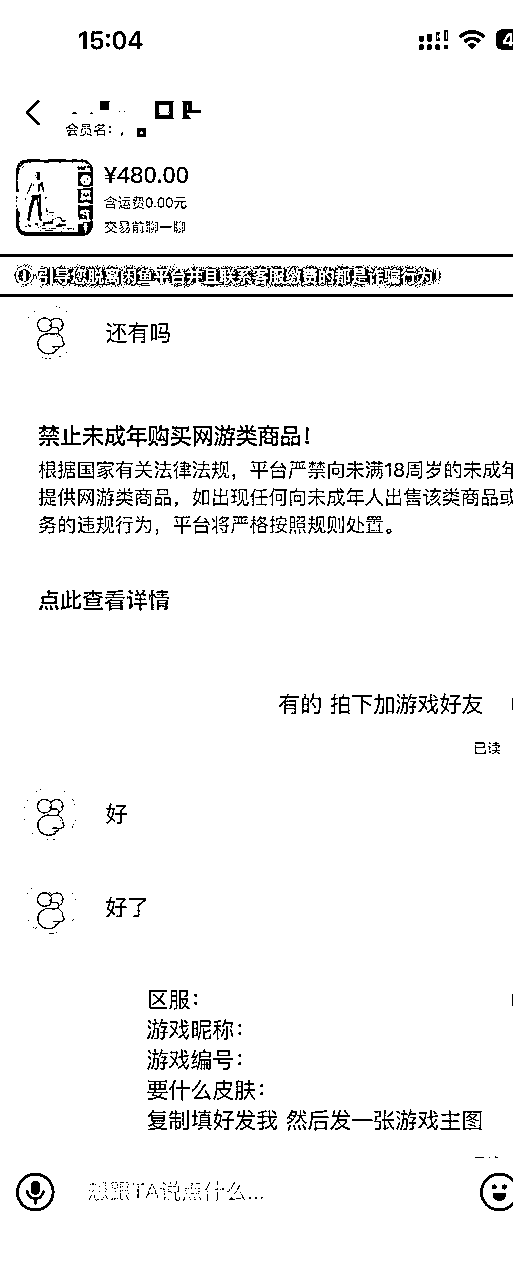 15:04
4
会员名：
¥480.00
含运费0.00元
交易前聊一聊
引导您脱离闲鱼平台并且联系客服缴费的都是诈骗行为！
还有吗
禁止未成年购买网游类商品！
根据国家有关法律法规，平台严禁向未满18周岁的未成年
提供网游类商品，如出现任何向未成年人出售该类商品或
务的违规行为，平台将严格按照规则处置。
点此查看详情
有的 拍下加游戏好友
已读
好
好了
区服：
游戏昵称：
游戏编号：
要什么皮肤：
复制填好发我 然后发一张游戏主图
想跟TA说点什么...